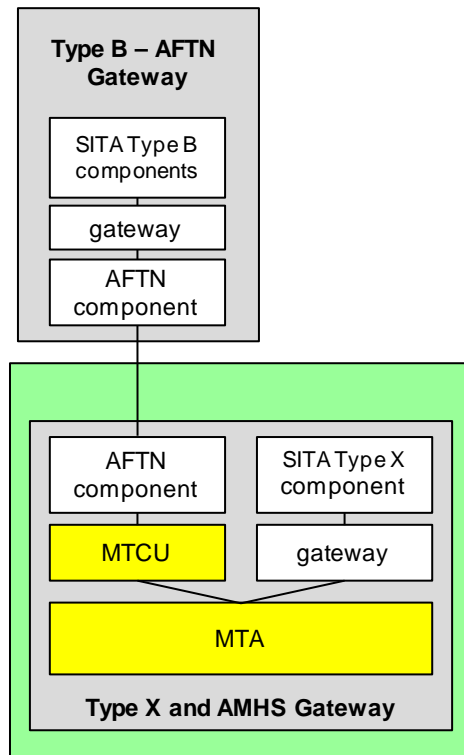 Type B – AFTN
Gateway
SITA Type B
components
gateway
AFTN
component
AFTN
component
SITA Type X
component
MTCU
gateway
MTA
Type X and AMHS Gateway